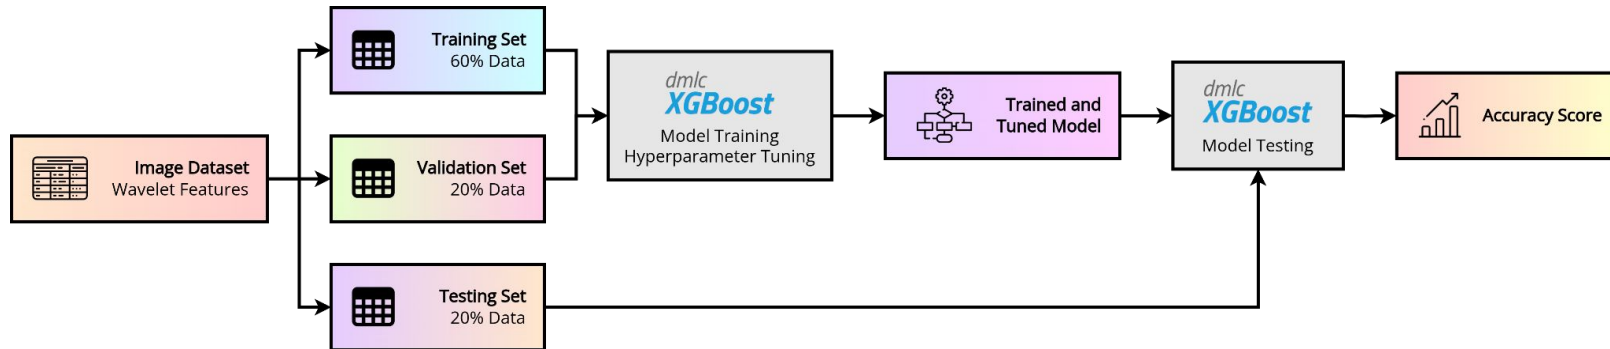 Image Dataset
Wavelet Features
Training Set
60% Data
Validation Set
20% Data
Testing Set
20% Data
dmlc
XGBoost
Model Training
Hyperparameter Tuning
Trained and
Tuned Model
dmlc
XGBoost
Model Testing
Accuracy Score